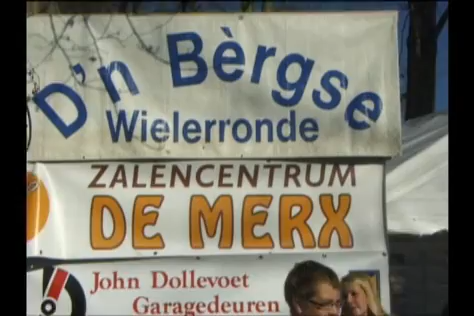 D'n Bèrgse
Wielerronde
ZALENCENTRUM
DE MERX
John Dollevoet
Garagedeuren